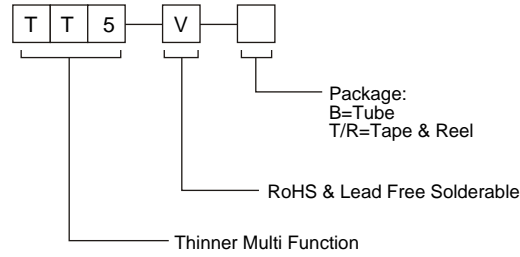 T T 5 V
Package:
B=Tube
T/R=Tape & Reel
RoHS & Lead Free Solderable
Thinner Multi Function